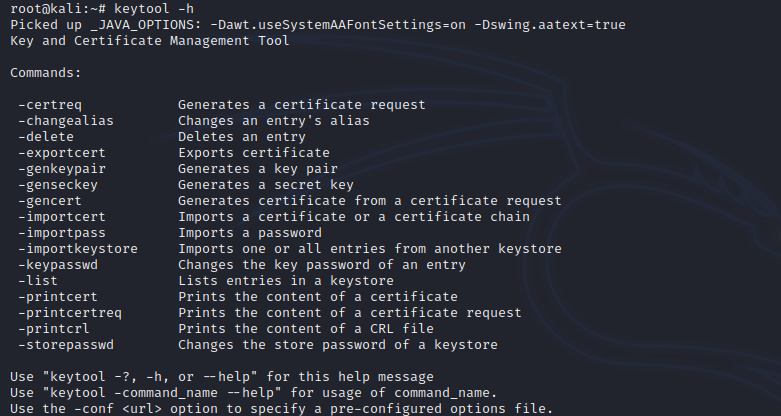 root@kali:~# keytool -h
Picked up _JAVA_OPTIONS: -Dawt.useSystemAAFontSettings=on -Dswing.aatext=true
Key and Certificate Management Tool

Commands:

 -certreq            Generates a certificate request
 -changealias        Changes an entry's alias
 -delete             Deletes an entry
 -exportcert         Exports certificate
 -genkeypair         Generates a key pair
 -genseckey          Generates a secret key
 -gencert            Generates certificate from a certificate request
 -importcert         Imports a certificate or a certificate chain
 -importpass         Imports a password
 -importkeystore     Imports one or all entries from another keystore
 -keypasswd          Changes the key password of an entry
 -list               Lists entries in a keystore
 -printcert          Prints the content of a certificate
 -printcertreq       Prints the content of a certificate request
 -printcrl           Prints the content of a CRL file
 -storepasswd        Changes the store password of a keystore

Use "keytool -?, -h, or --help" for this help message
Use "keytool -command_name --help" for usage of command_name.
Use the -conf <url> option to specify a pre-configured options file.